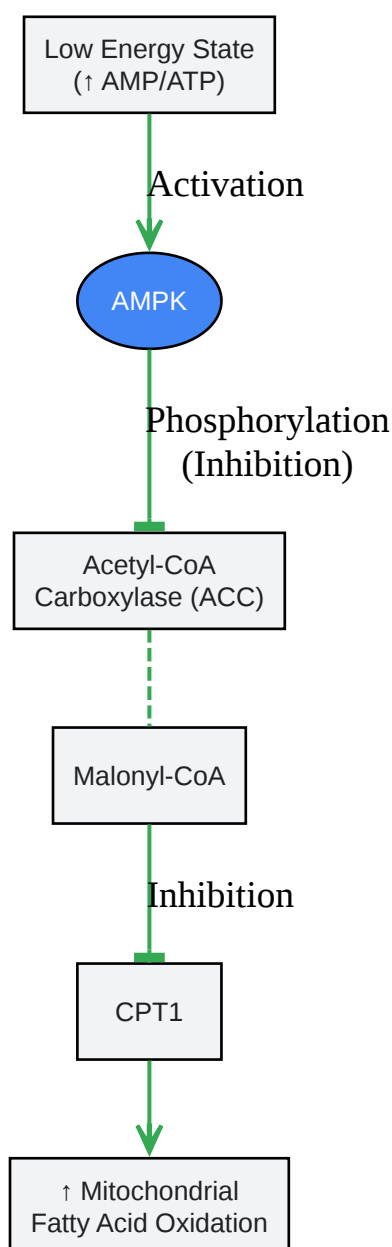 Low Energy State
(↑ AMP/ATP)
Activation
AMPK
Phosphorylation
(Inhibition)
Acetyl-CoA
Carboxylase (ACC)
Malonyl-CoA
Inhibition
CPT1
↑ Mitochondrial
Fatty Acid Oxidation